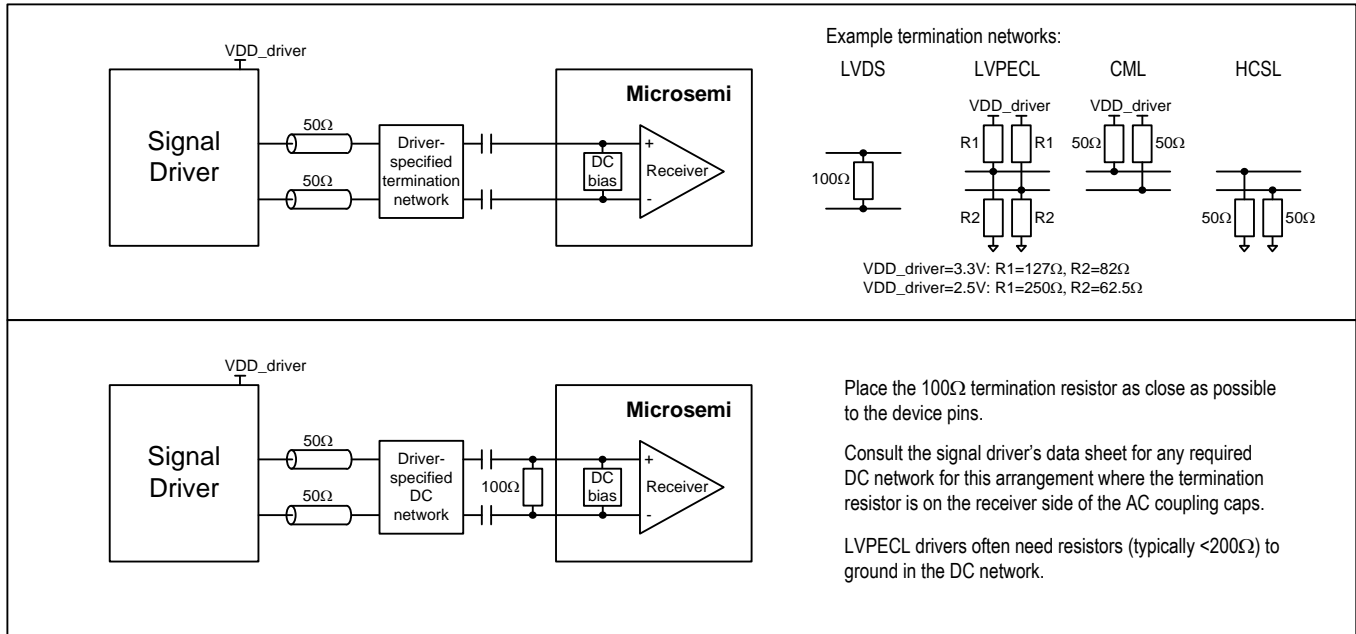 VDD_driver
Signal
Driver
50Ω
50Ω
Driver-
specified
termination
network
Microsemi
DC
bias
+
-
Receiver
Example termination networks:
LVDS
LVPECL
CML
HCSL
100Ω
VDD_driver
R1
R1
R2
R2
VDD_driver
50Ω
50Ω
50Ω
50Ω
VDD_driver=3.3V: R1=127Ω, R2=82Ω
VDD_driver=2.5V: R1=250Ω, R2=62.5Ω
VDD_driver
Signal
Driver
50Ω
50Ω
Driver-
specified
DC
network
100Ω
Microsemi
DC
bias
+
-
Receiver
Place the 100Ω termination resistor as close as possible
to the device pins.
Consult the signal driver's data sheet for any required
DC network for this arrangement where the termination
resistor is on the receiver side of the AC coupling caps.
LVPECL drivers often need resistors (typically <200Ω) to
ground in the DC network.